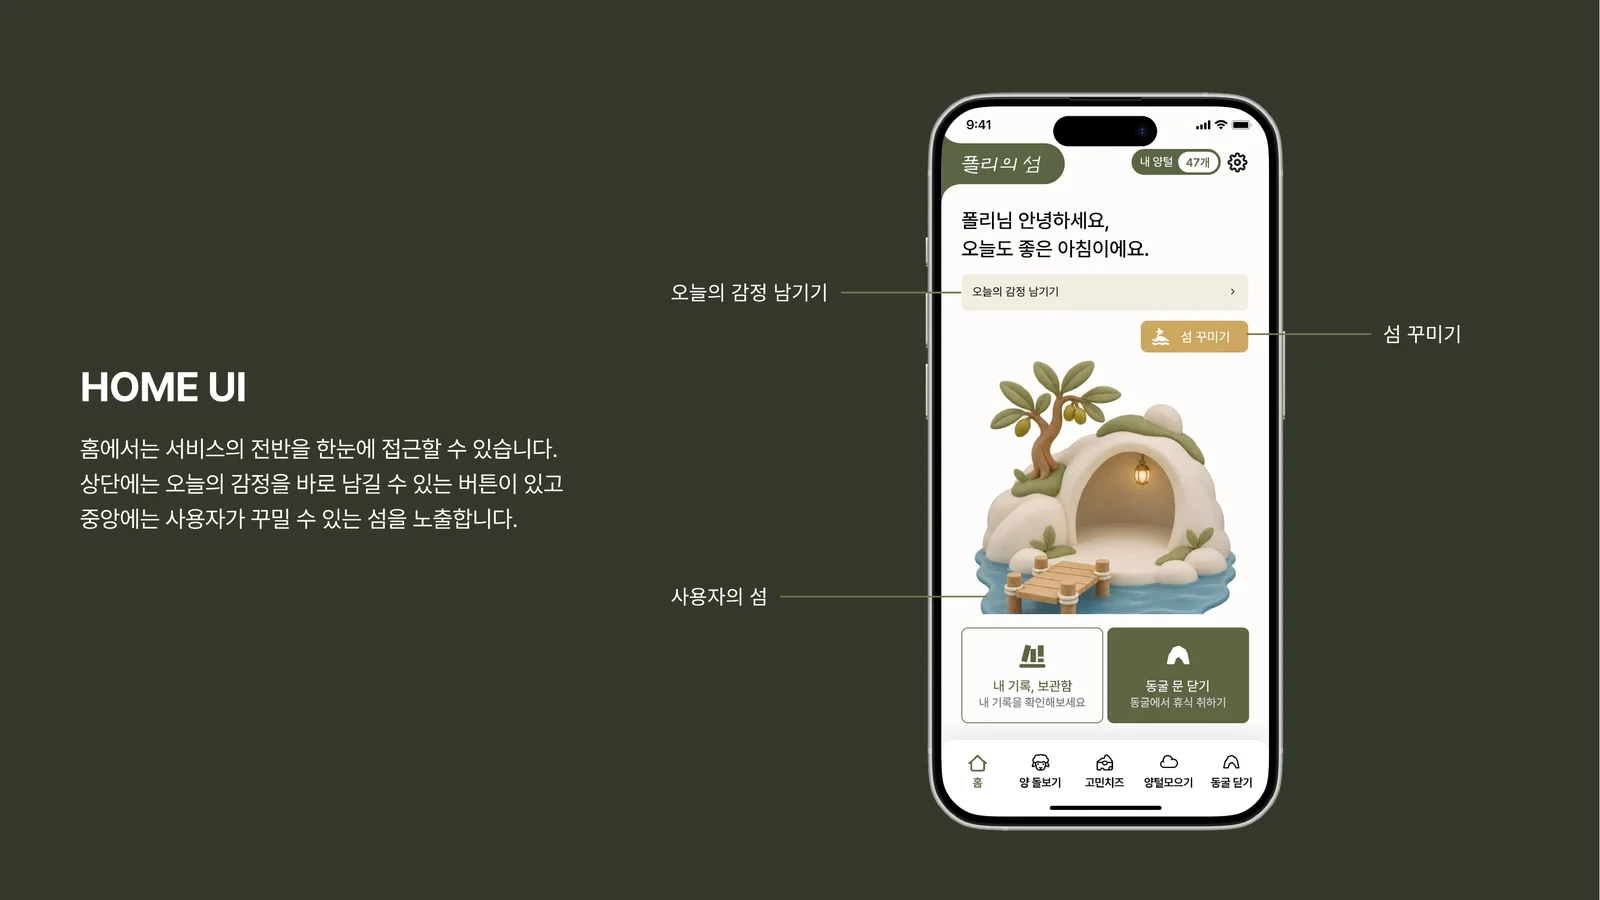 HOME UI
홈에서는 서비스의 전반을 한눈에 접근할 수 있습니다.
상단에는 오늘의 감정을 바로 남길 수 있는 버튼이 있고
중앙에는 사용자가 꾸밀 수 있는 섬을 노출합니다.
오늘의 감정 남기기
사용자의 섬
섬 꾸미기
9:41
폴리의 섬
내 양털 47개
폴리님 안녕하세요,
오늘도 좋은 아침이에요.
오늘의 감정 남기기
섬 꾸미기
내 기록, 보관함
내 기록을 확인해보세요
동굴 문 닫기
동굴에서 휴식 취하기
홈
양 돌보기
고민치즈
양털모으기
동굴 닫기